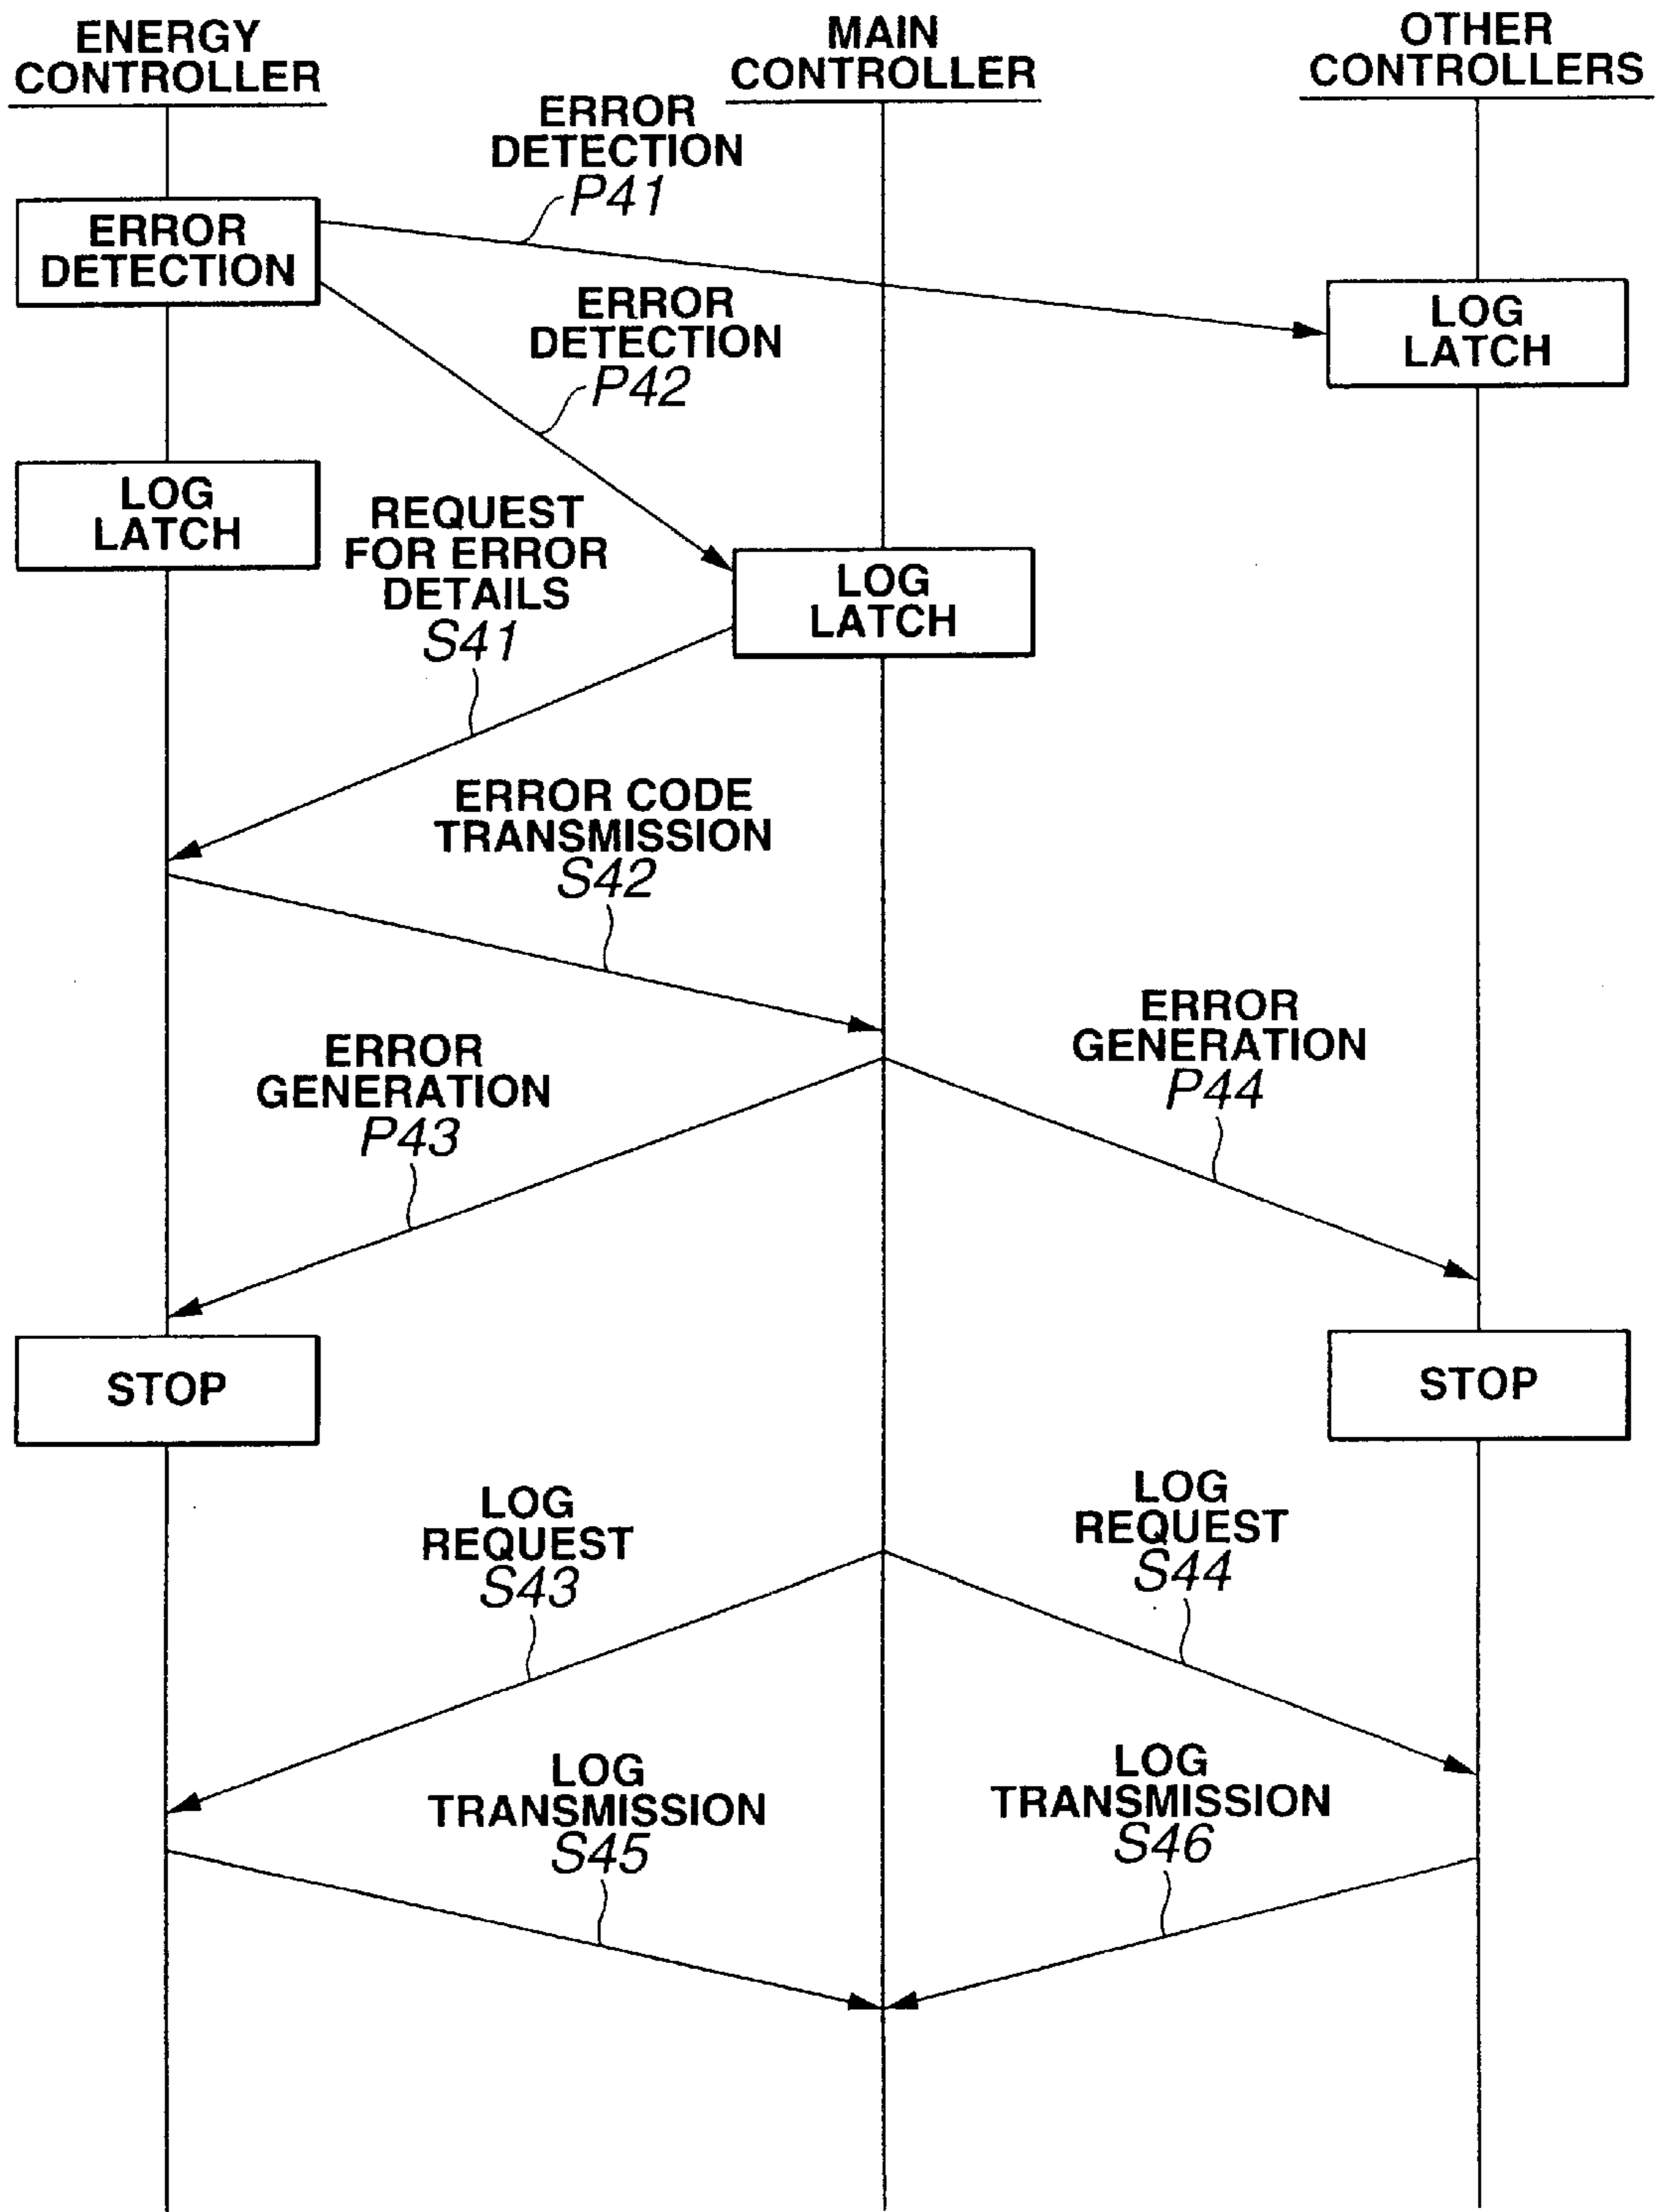 ENERGY
CONTROLLER
MAIN
CONTROLLER
OTHER
CONTROLLERS
ERROR
DETECTION
P41
ERROR
DETECTION
ERROR
DETECTION
P42
LOG
LATCH
LOG
LATCH
REQUEST
FOR ERROR
DETAILS
S41
LOG
LATCH
ERROR CODE
TRANSMISSION
S42
ERROR
GENERATION
P43
ERROR
GENERATION
P44
STOP
STOP
LOG
REQUEST
S43
LOG
REQUEST
S44
LOG
TRANSMISSION
S45
LOG
TRANSMISSION
S46